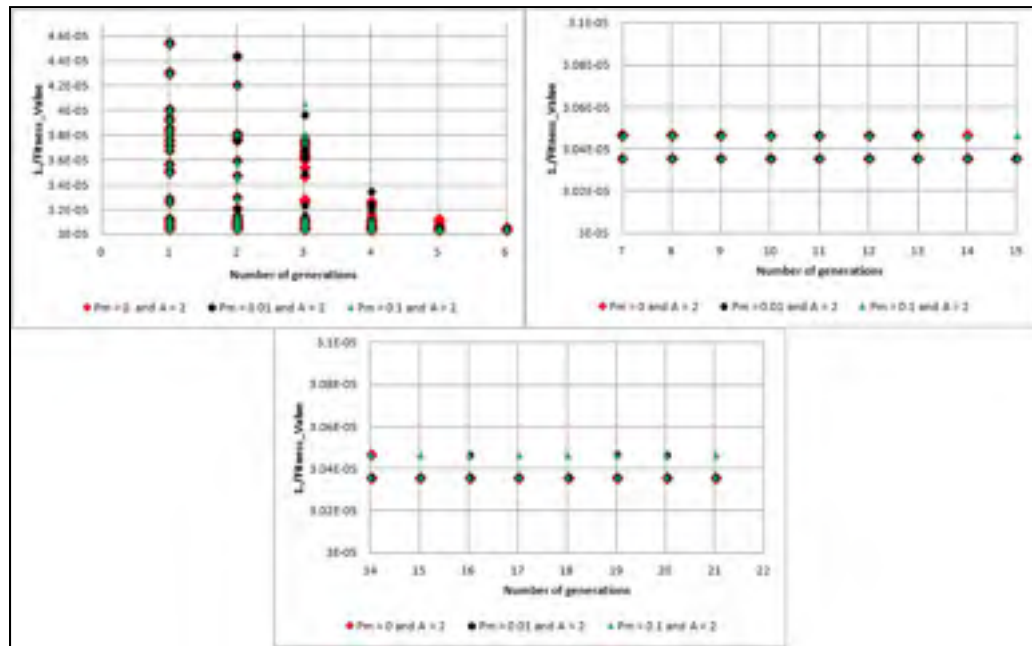 4.6E-05
4.4E-05
4.2E-05
4E-05
3.8E-05
3.6E-05
3.4E-05
3.2E-05
3E-05
1./Fitness_Value
0 1 2 3 4 5 6
Number of generations
Pm = 0 and A = 2 Pm = 0.01 and A = 2 Pm = 0.1 and A = 2
3.1E-05
3.08E-05
3.06E-05
3.04E-05
3.02E-05
3E-05
1./Fitness_Value
7 8 9 10 11 12 13 14 15
Number of generations
Pm = 0 and A = 2 Pm = 0.01 and A = 2 Pm = 0.1 and A = 2
3.1E-05
3.08E-05
3.06E-05
3.04E-05
3.02E-05
3E-05
1./Fitness_Value
14 15 16 17 18 19 20 21 22
Number of generations
Pm = 0 and A = 2 Pm = 0.01 and A = 2 Pm = 0.1 and A = 2